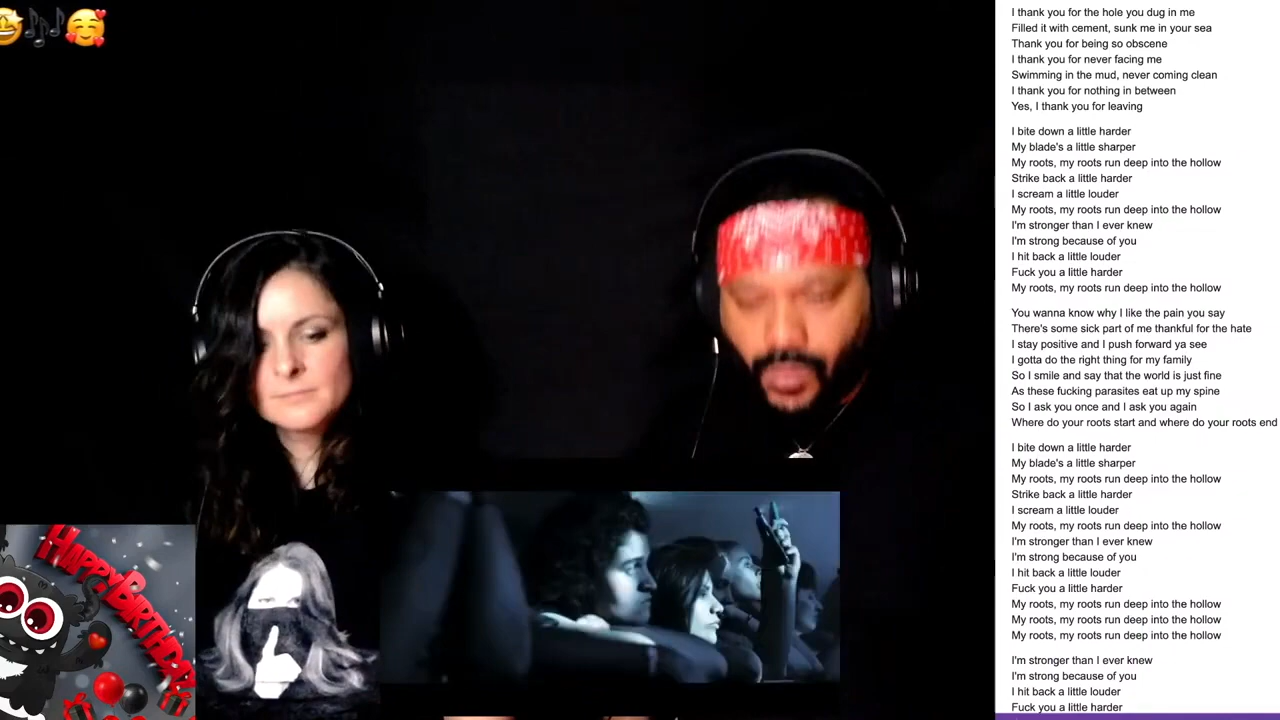 I thank you for the hole you dug in me
Filled it with cement, sunk me in your sea
Thank you for being so obscene
I thank you for never facing me
Swimming in the mud, never coming clean
I thank you for nothing in between
Yes, I thank you for leaving
I bite down a little harder
My blade's a little sharper
My roots, my roots run deep into the hollow
Strike back a little harder
I scream a little louder
My roots, my roots run deep into the hollow
I'm stronger than I ever knew
I'm strong because of you
I hit back a little louder
Fuck you a little harder
My roots, my roots run deep into the hollow
You wanna know why I like the pain you say
There's some sick part of me thankful for the hate
I stay positive and I push forward ya see
I gotta do the right thing for my family
So I smile and say that the world is just fine
As these fucking parasites eat up my spine
So I ask you once and I ask you again
Where do your roots start and where do your roots end
I bite down a little harder
My blade's a little sharper
My roots, my roots run deep into the hollow
Strike back a little harder
I scream a little louder
My roots, my roots run deep into the hollow
I'm stronger than I ever knew
I'm strong because of you
I hit back a little louder
Fuck you a little harder
My roots, my roots run deep into the hollow
My roots, my roots run deep into the hollow
My roots, my roots run deep into the hollow
I'm stronger than I ever knew
I'm strong because of you
I hit back a little louder
Fuck you a little harder
HAPPY BIRTHDAY